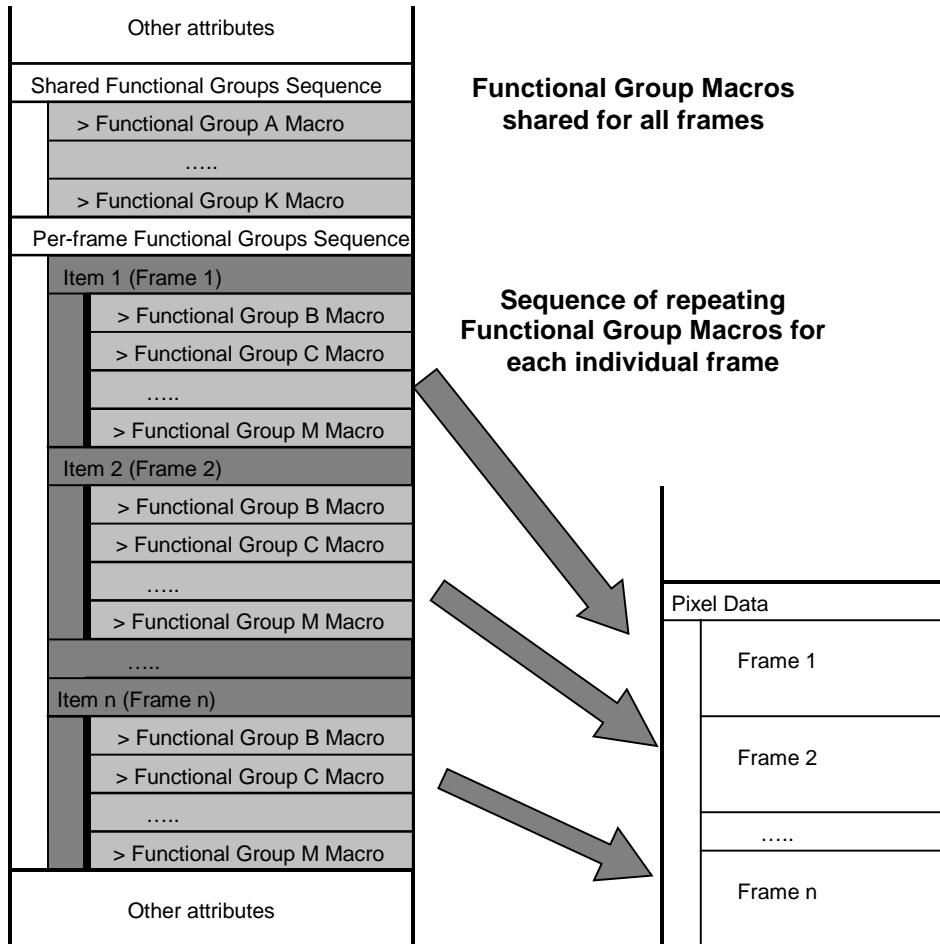 Other attributes
Shared Functional Groups Sequence
> Functional Group A Macro
…..
> Functional Group K Macro
Per-frame Functional Groups Sequence
Item 1 (Frame 1)
> Functional Group B Macro
> Functional Group C Macro
…..
> Functional Group M Macro
Item 2 (Frame 2)
> Functional Group B Macro
> Functional Group C Macro
…..
> Functional Group M Macro
…..
Item n (Frame n)
> Functional Group B Macro
> Functional Group C Macro
…..
> Functional Group M Macro
Other attributes
Functional Group Macros
shared for all frames
Sequence of repeating
Functional Group Macros for
each individual frame
Pixel Data
Frame 1
Frame 2
…..
Frame n